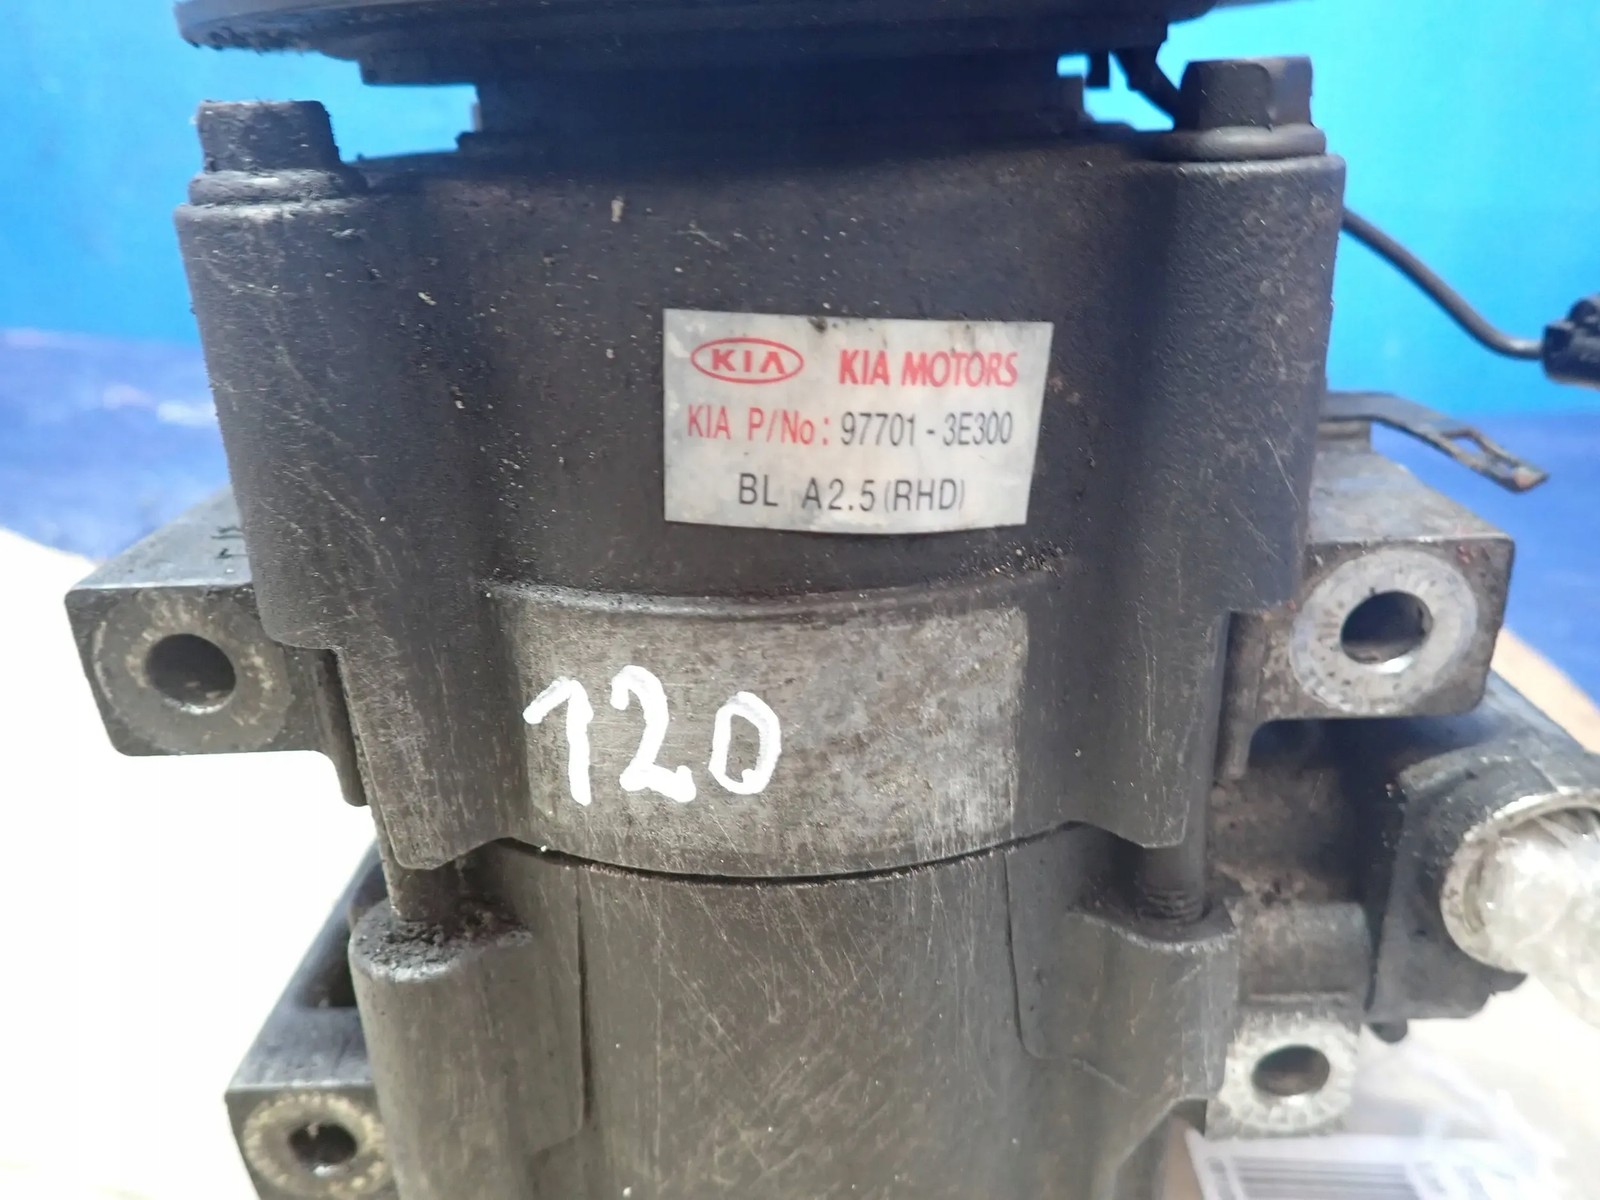 KIA KIA MOTORS
KIA P/No: 97701-3E300
BL A2.5(RHD)
120